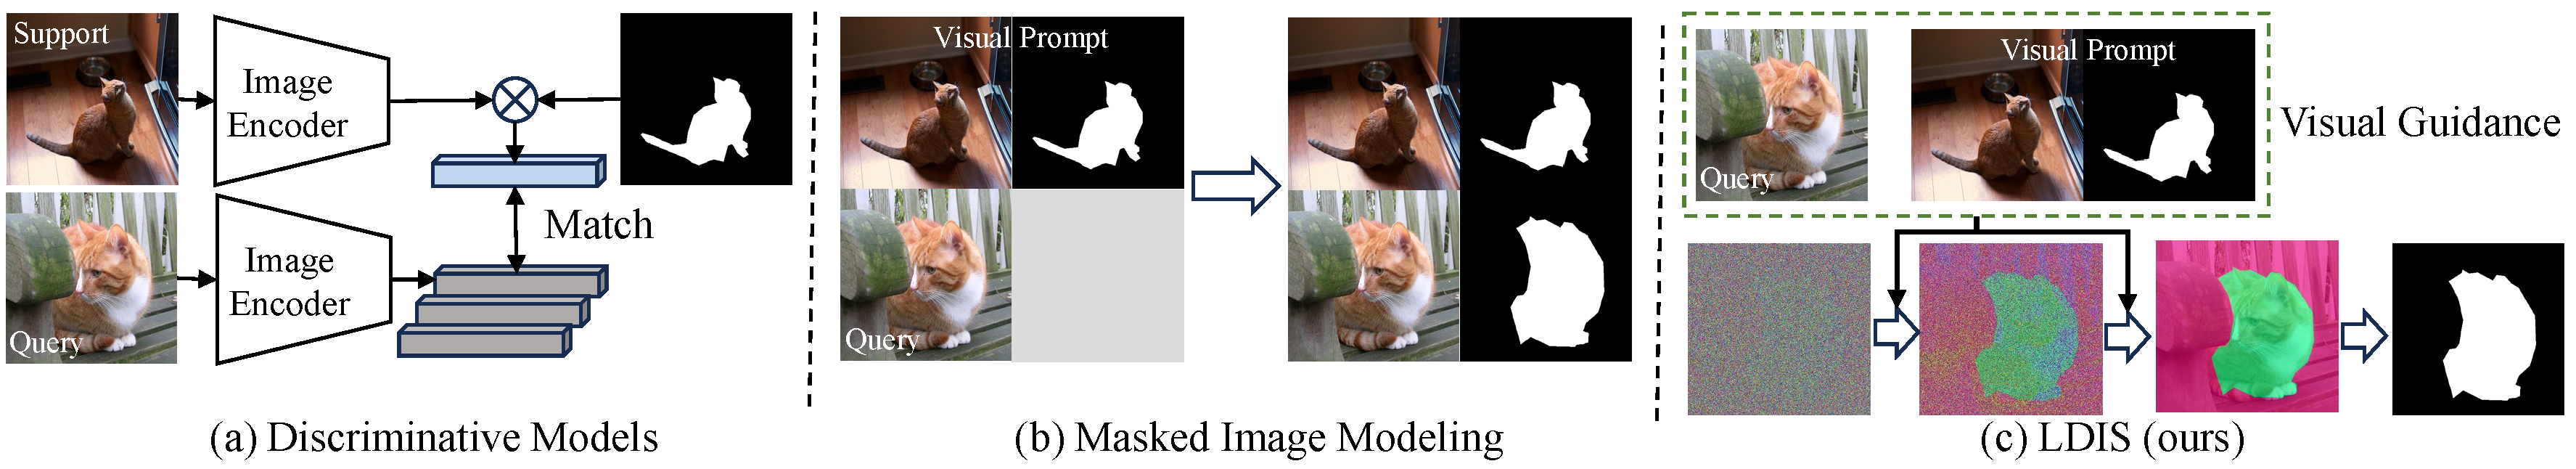 Support
Image
Encoder
Match
Image
Encoder
Query
(a) Discriminative Models
Visual Prompt
Query
(b) Masked Image Modeling
Query
Visual Prompt
Visual Guidance
(c) LDIS (ours)